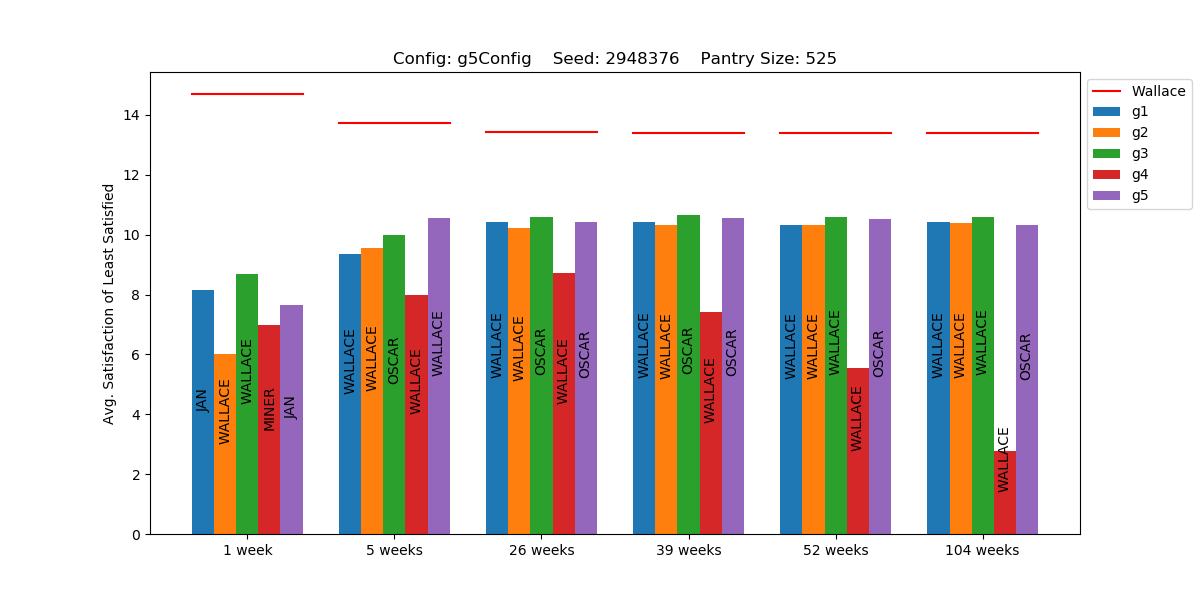 Config: g5Config    Seed: 2948376    Pantry Size: 525
Avg. Satisfaction of Least Satisfied
14
12
10
8
6
4
2
0
JAN
WALLACE
WALLACE
MINER
JAN
WALLACE
WALLACE
OSCAR
WALLACE
WALLACE
WALLACE
WALLACE
OSCAR
WALLACE
OSCAR
WALLACE
WALLACE
OSCAR
WALLACE
OSCAR
WALLACE
WALLACE
WALLACE
WALLACE
OSCAR
WALLACE
WALLACE
WALLACE
WALLACE
OSCAR
1 week
5 weeks
26 weeks
39 weeks
52 weeks
104 weeks
Wallace
g1
g2
g3
g4
g5